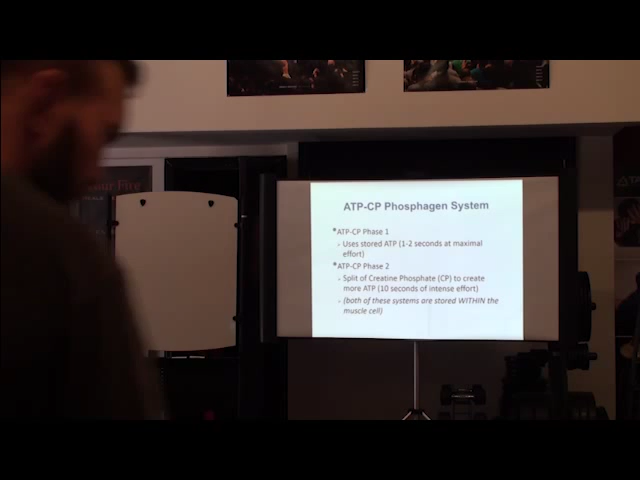 ATP-CP Phosphagen System
*ATP-CP Phase 1
- Uses stored ATP (1-2 seconds at maximal
effort)
*ATP-CP Phase 2
- Split of Creatine Phosphate (CP) to create
more ATP (10 seconds of intense effort)
- (both of these systems are stored WITHIN the
muscle cell)
Your Fire